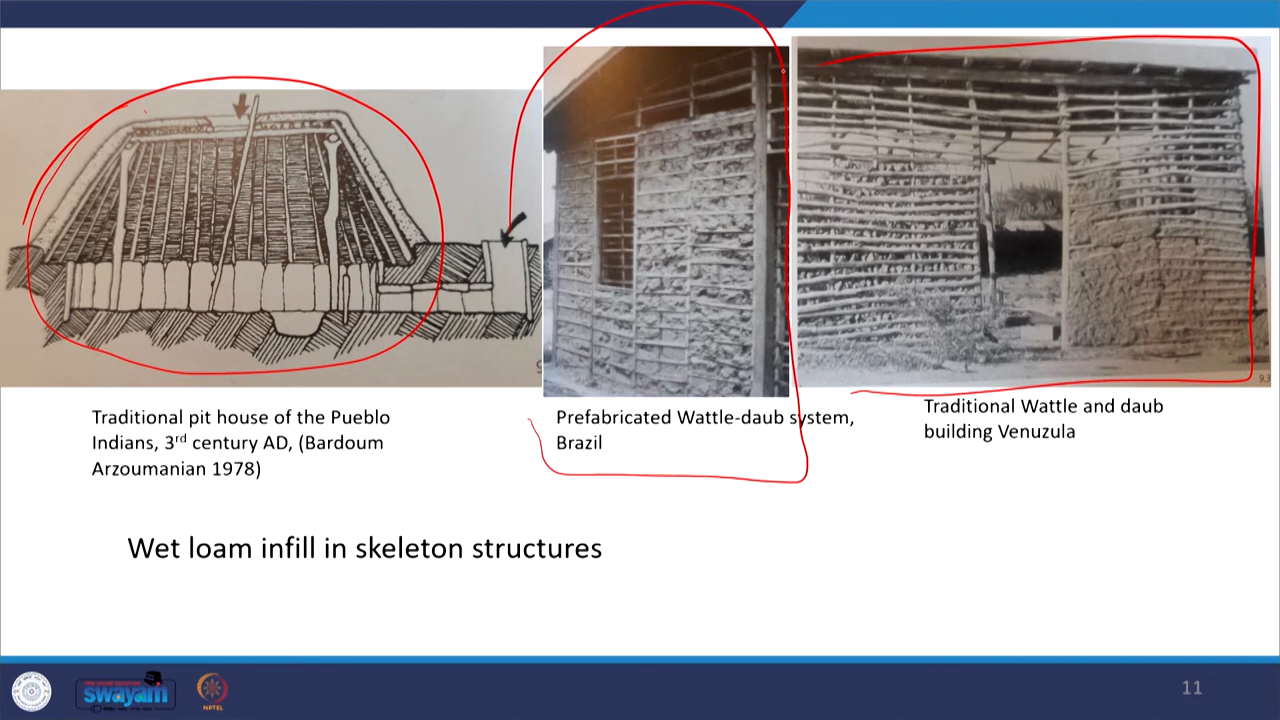 Traditional pit house of the Pueblo
Indians, 3rd century AD, (Bardoum
Arzoumanian 1978)
Prefabricated Wattle-daub system,
Brazil
Traditional Wattle and daub
building Venuzula
Wet loam infill in skeleton structures
swayam
NPTEL
11